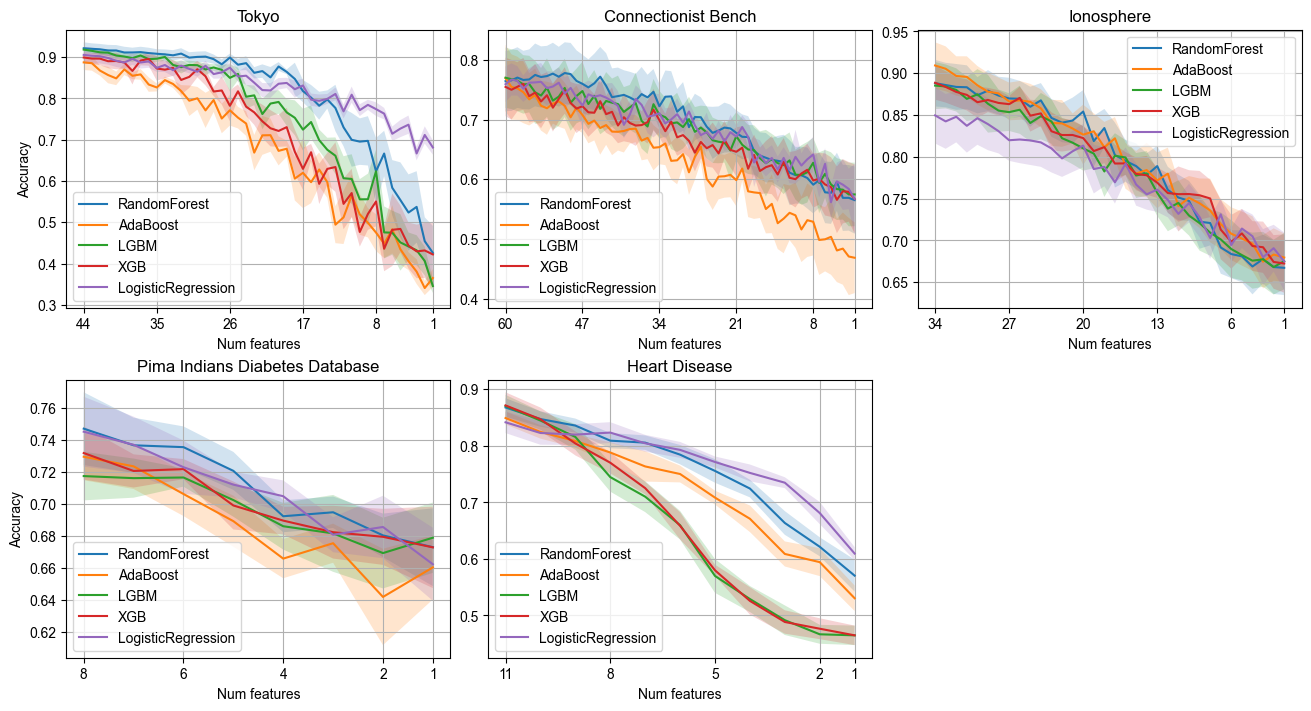 Tokyo
Accuracy
0.9
0.8
0.7
0.6
0.5
0.4
0.3
RandomForest
AdaBoost
LGBM
XGB
LogisticRegression
44 35 26 17 8 1
Num features
Connectionist Bench
0.8
0.7
0.6
0.5
0.4
RandomForest
AdaBoost
LGBM
XGB
LogisticRegression
60 47 34 21 8 1
Num features
Ionosphere
0.95
0.90
0.85
0.80
0.75
0.70
0.65
RandomForest
AdaBoost
LGBM
XGB
LogisticRegression
34 27 20 13 6 1
Num features
Pima Indians Diabetes Database
Accuracy
0.76
0.74
0.72
0.70
0.68
0.66
0.64
0.62
RandomForest
AdaBoost
LGBM
XGB
LogisticRegression
8 6 4 2 1
Num features
Heart Disease
0.9
0.8
0.7
0.6
0.5
RandomForest
AdaBoost
LGBM
XGB
LogisticRegression
11 8 5 2 1
Num features